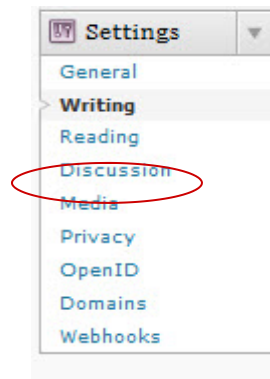 Settings
General
Writing
Reading
Discussion
Media
Privacy
OpenID
Domains
Webhooks